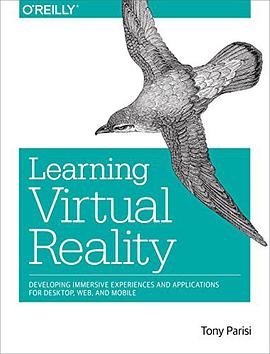 O'REILLY®
Learning
Virtual
Reality
DEVELOPING IMMERSIVE EXPERIENCES AND APPLICATIONS
FOR DESKTOP, WEB, AND MOBILE
Tony Parisi